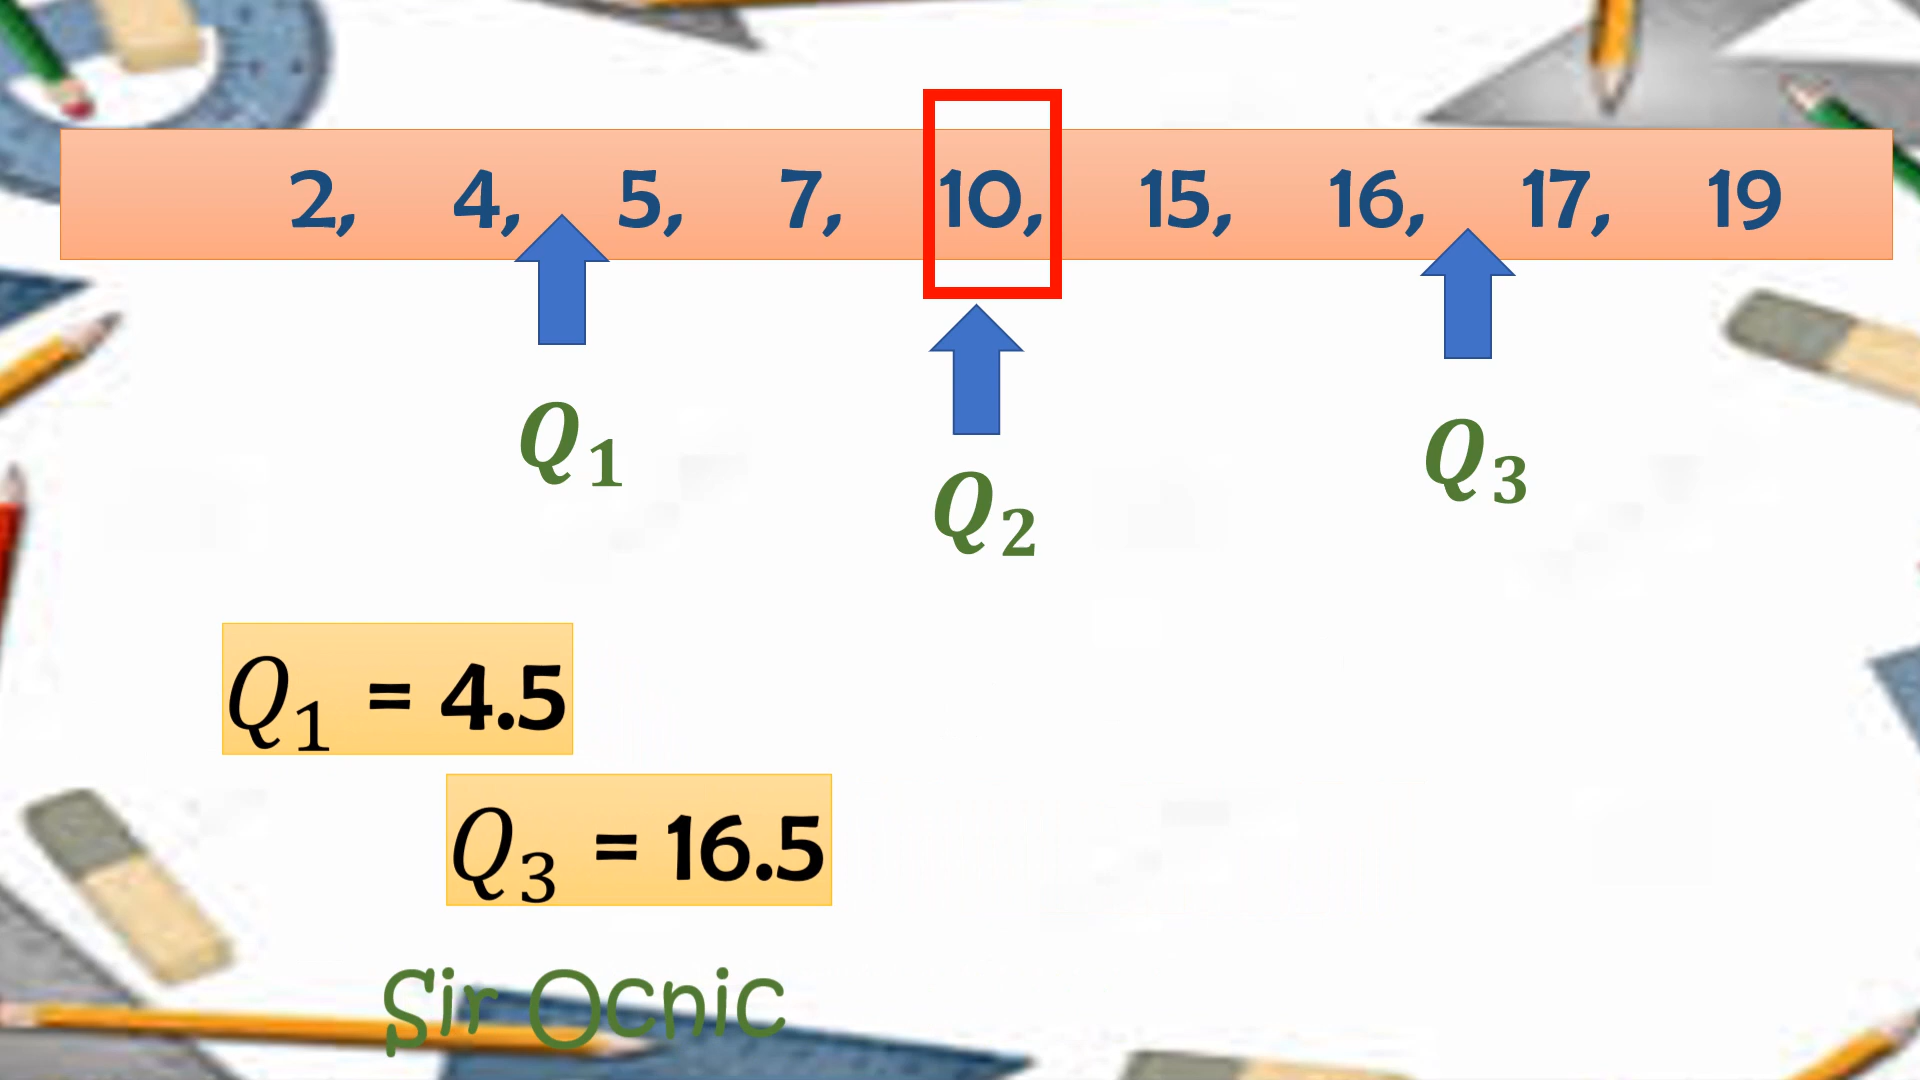 2, 4, 5, 7, 10, 15, 16, 17, 19
Q₁ Q₂ Q₃
Q₁ = 4.5
Q₃ = 16.5
Sir Ocnic